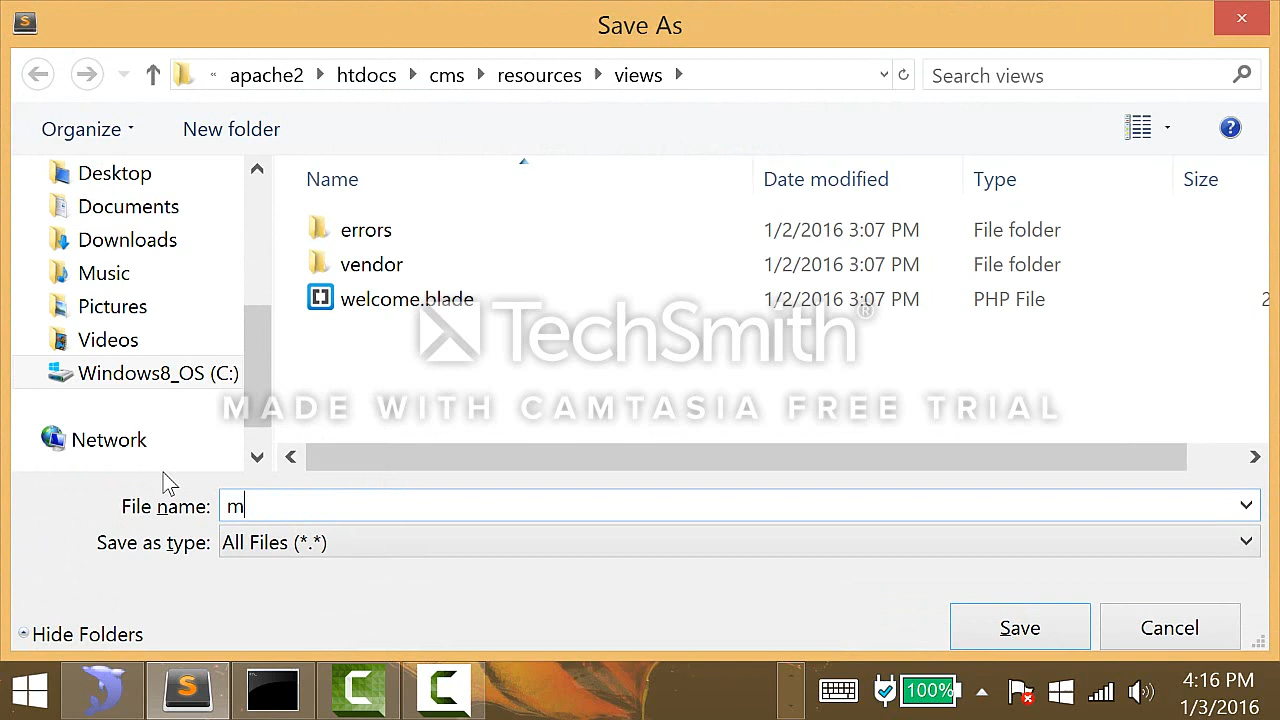 Save As
« apache2 htdocs cms resources views
Search views
Organize
New folder
Name Date modified Type Size
Desktop
Documents
Downloads
Music
Pictures
Videos
Windows8_OS (C:)
Network
errors 1/2/2016 3:07 PM File folder
vendor 1/2/2016 3:07 PM File folder
welcome.blade 1/2/2016 3:07 PM PHP File 2
TechSmith®
MADE WITH CAMTASIA FREE TRIAL
File name: m
Save as type: All Files (*.*)
Hide Folders
Save
Cancel
100%
4:16 PM
1/3/2016